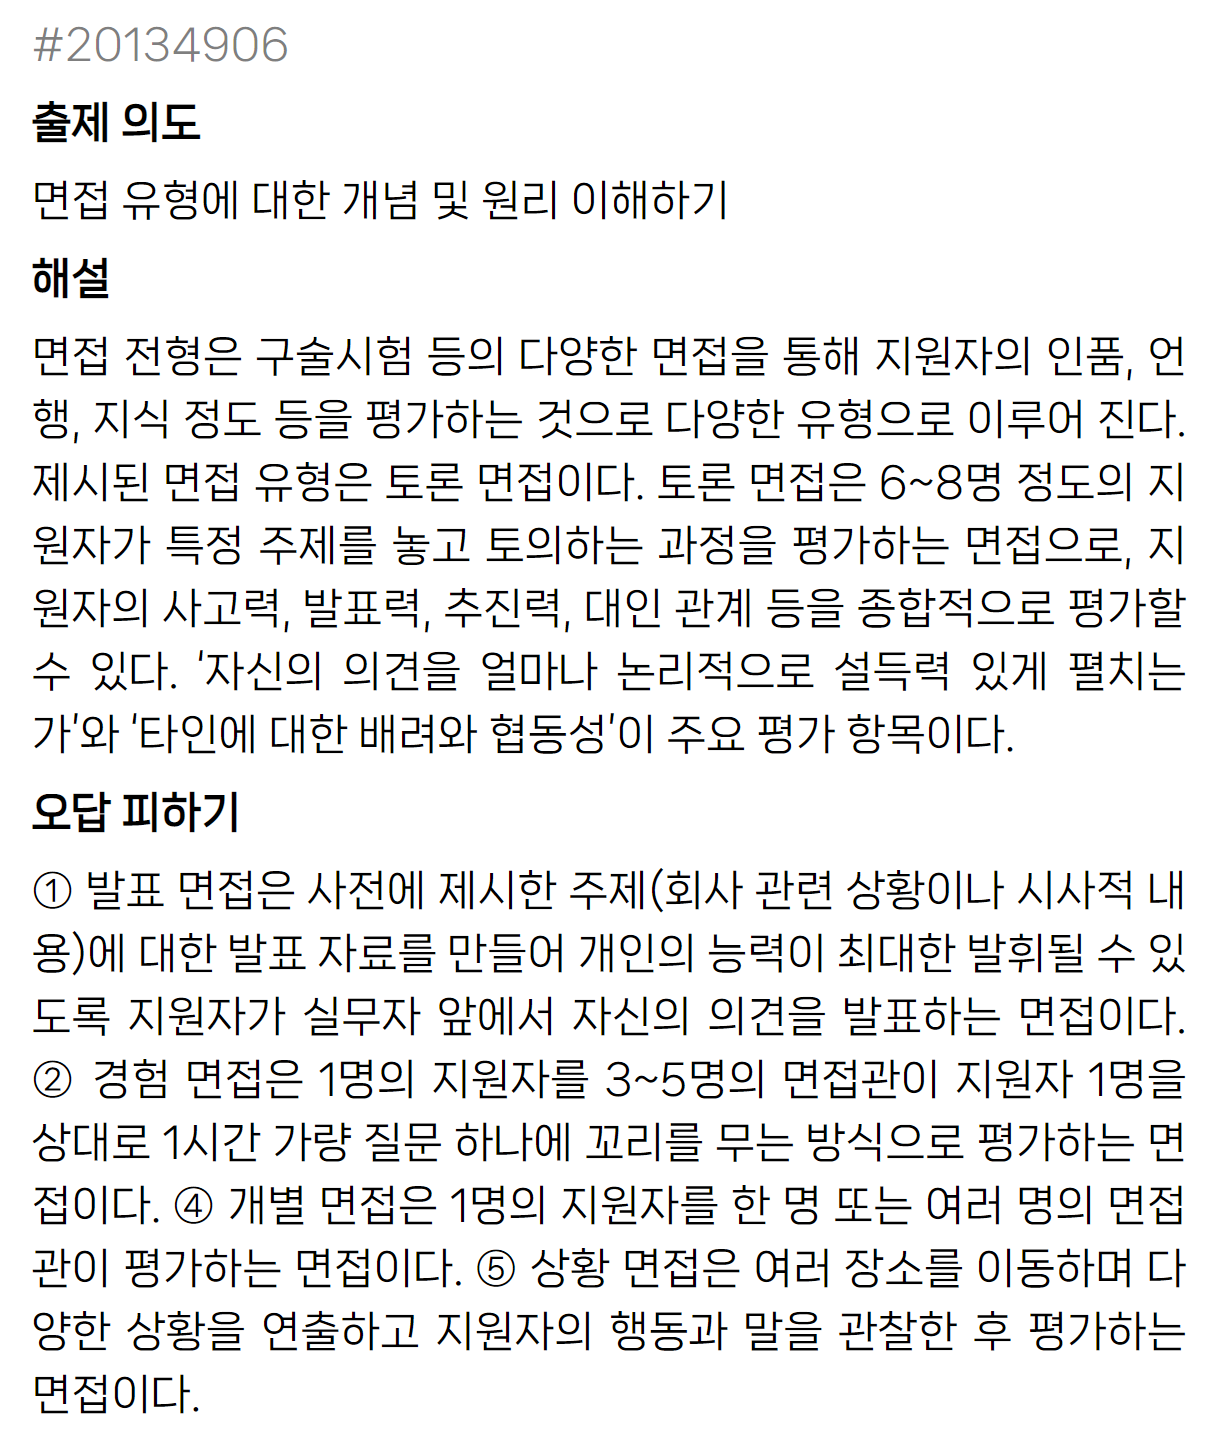 #20134906
출제 의도
면접 유형에 대한 개념 및 원리 이해하기
해설
면접 전형은 구술시험 등의 다양한 면접을 통해 지원자의 인품, 언
행, 지식 정도 등을 평가하는 것으로 다양한 유형으로 이루어 진다.
제시된 면접 유형은 토론 면접이다. 토론 면접은 6~8명 정도의 지
원자가 특정 주제를 놓고 토의하는 과정을 평가하는 면접으로, 지
원자의 사고력, 발표력, 추진력, 대인 관계 등을 종합적으로 평가할
수 있다. '자신의 의견을 얼마나 논리적으로 설득력 있게 펼치는
가'와 '타인에 대한 배려와 협동성'이 주요 평가 항목이다.
오답 피하기
① 발표 면접은 사전에 제시한 주제(회사 관련 상황이나 시사적 내
용)에 대한 발표 자료를 만들어 개인의 능력이 최대한 발휘될 수 있
도록 지원자가 실무자 앞에서 자신의 의견을 발표하는 면접이다.
② 경험 면접은 1명의 지원자를 3~5명의 면접관이 지원자 1명을
상대로 1시간 가량 질문 하나에 꼬리를 무는 방식으로 평가하는 면
접이다. ④ 개별 면접은 1명의 지원자를 한 명 또는 여러 명의 면접
관이 평가하는 면접이다. ⑤ 상황 면접은 여러 장소를 이동하며 다
양한 상황을 연출하고 지원자의 행동과 말을 관찰한 후 평가하는
면접이다.